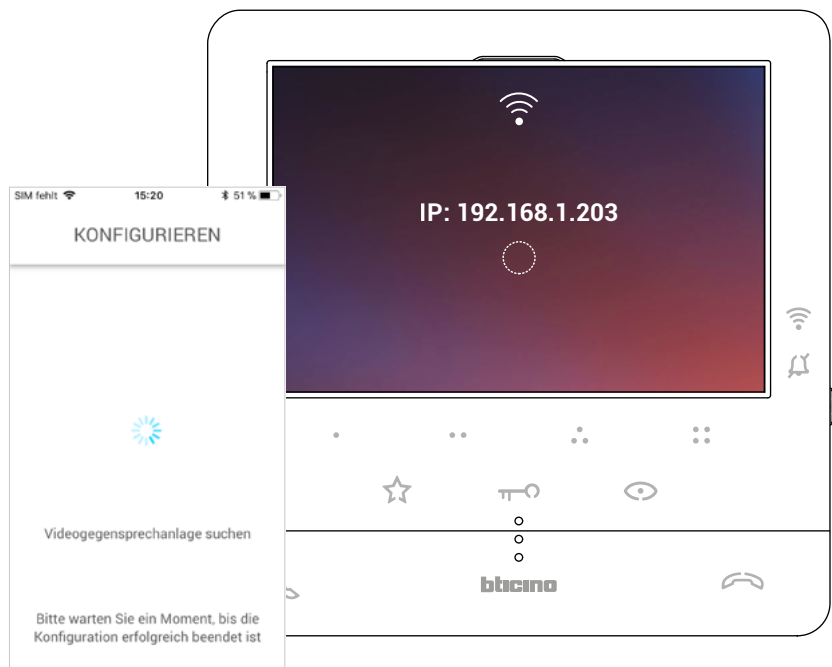 IP: 192.168.1.203
SIM fehlt 15:20 51 %
KONFIGURIEREN
Videogegensprechanlage suchen
Bitte warten Sie ein Moment, bis die
Konfiguration erfolgreich beendet ist
bticino